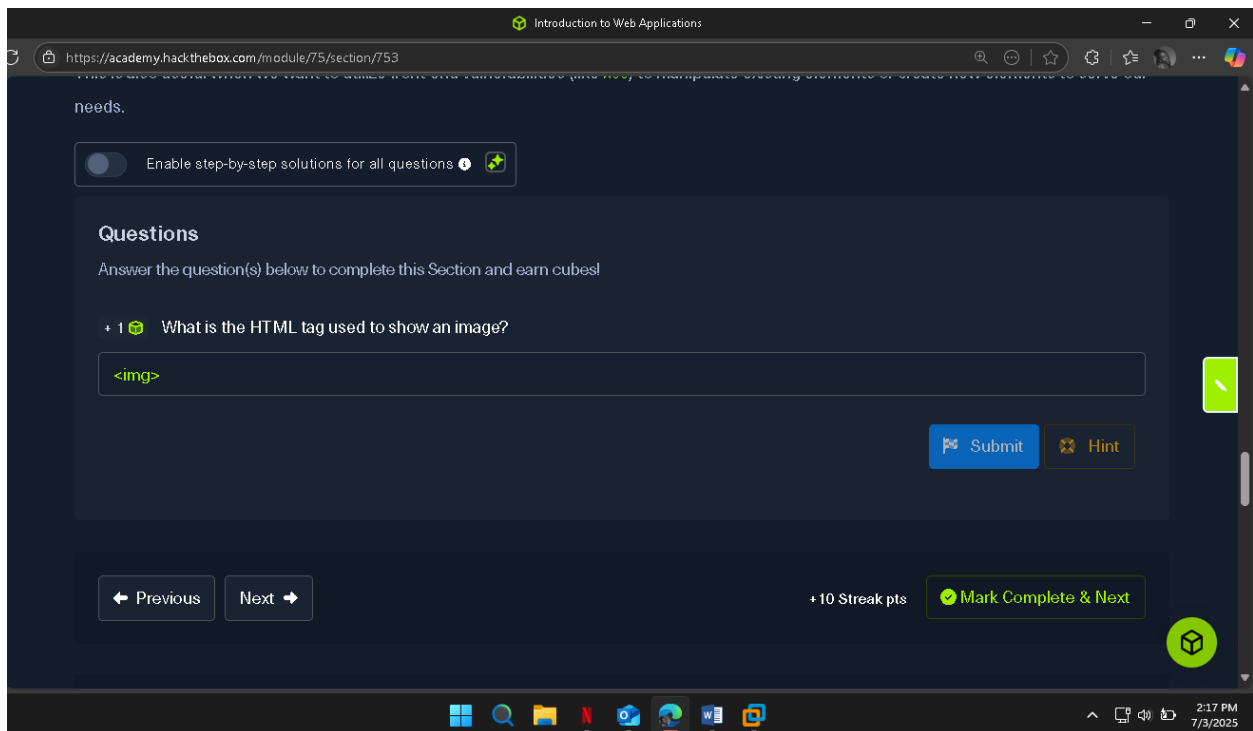 Introduction to Web Applications
https://academy.hackthebox.com/module/75/section/753
needs.
Enable step-by-step solutions for all questions
Questions
Answer the question(s) below to complete this Section and earn cubes!
+ 1 What is the HTML tag used to show an image?
<img>
Submit Hint
Previous Next +10 Streak pts Mark Complete & Next
2:17 PM
7/3/2025